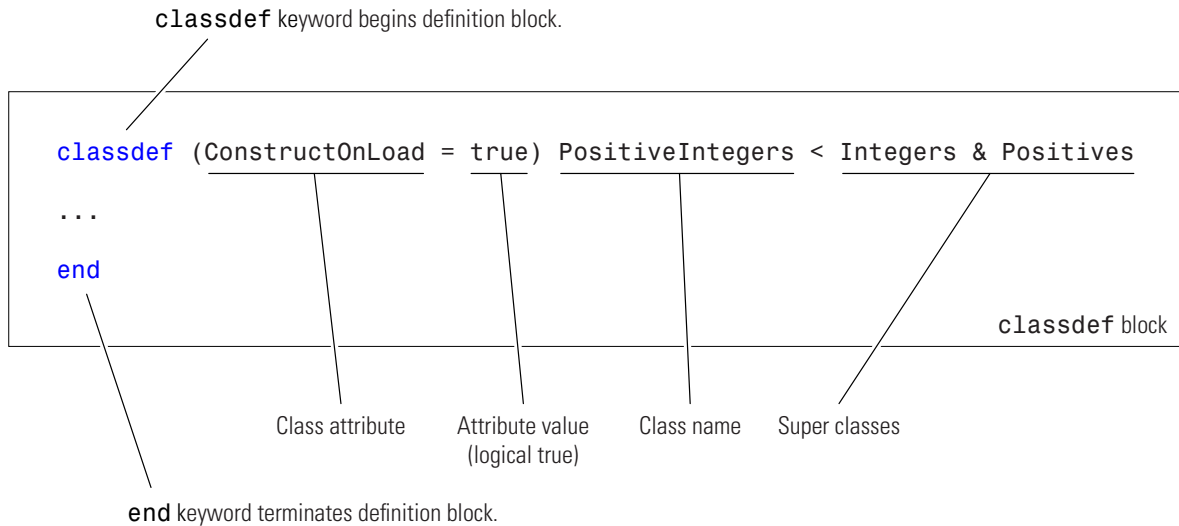 classdef keyword begins definition block.
classdef (ConstructOnLoad = true) PositiveIntegers < Integers & Positives
...
end
classdef block
Class attribute
Attribute value
(logical true)
Class name
Super classes
end keyword terminates definition block.